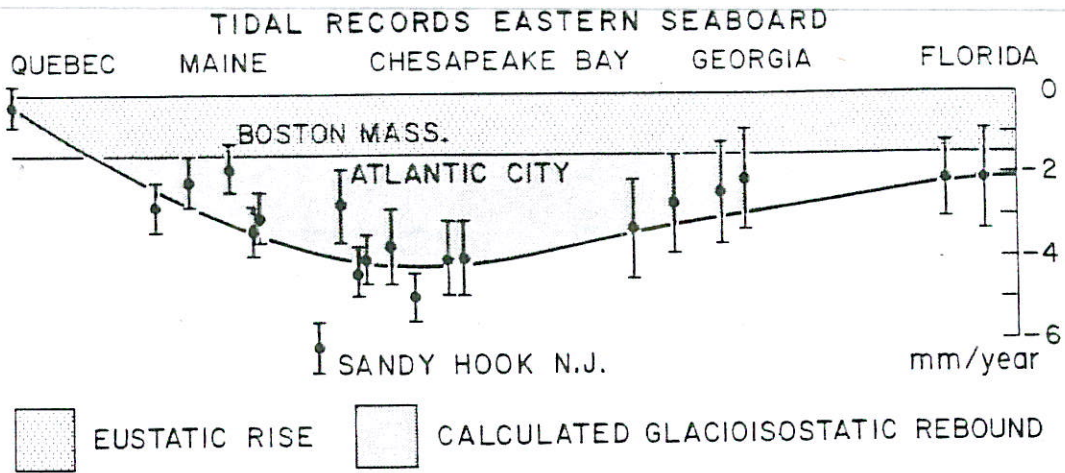 TIDAL RECORDS EASTERN SEABOARD
QUEBEC MAINE CHESAPEAKE BAY GEORGIA FLORIDA
0
BOSTON MASS.
ATLANTIC CITY
-2
-4
-6
SANDY HOOK N.J.
mm/year
EUSTATIC RISE
CALCULATED GLACIOISOSTATIC REBOUND